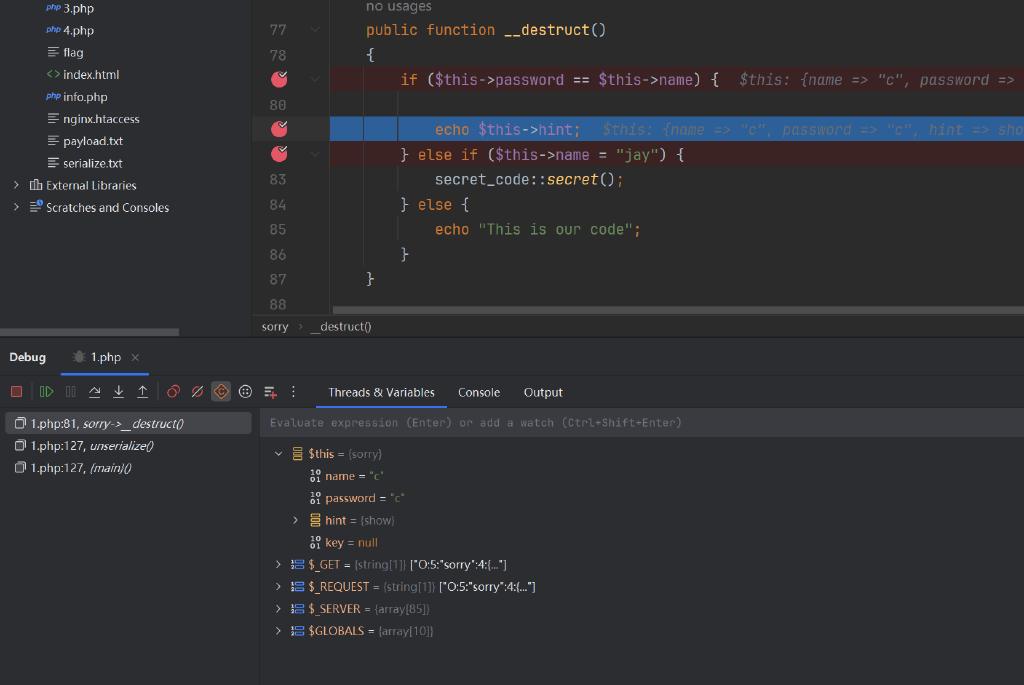 php 3.php
php 4.php
flag
<> index.html
php info.php
nginx.htaccess
payload.txt
serialize.txt
External Libraries
Scratches and Consoles
no usages
77 public function __destruct()
78 {
if ($this->password == $this->name) { $this: {name => "c", password =>
80
echo $this->hint; $this: {name => "c", password => "c", hint => sho
} else if ($this->name = "jay") {
83 secret_code::secret();
84 } else {
85 echo "This is our code";
86 }
87 }
88
sorry > __destruct()
Debug 1.php ×
Threads & Variables Console Output
1.php:81, sorry->__destruct()
1.php:127, unserialize()
1.php:127, {main}()
Evaluate expression (Enter) or add a watch (Ctrl+Shift+Enter)
$this = {sorry}
name = "c"
password = "c"
hint = {show}
key = null
$_GET = {string[1]} ["O:5:"sorry":4:{..."]
$_REQUEST = {string[1]} ["O:5:"sorry":4:{..."]
$_SERVER = {array[85]}
$GLOBALS = {array[10]}